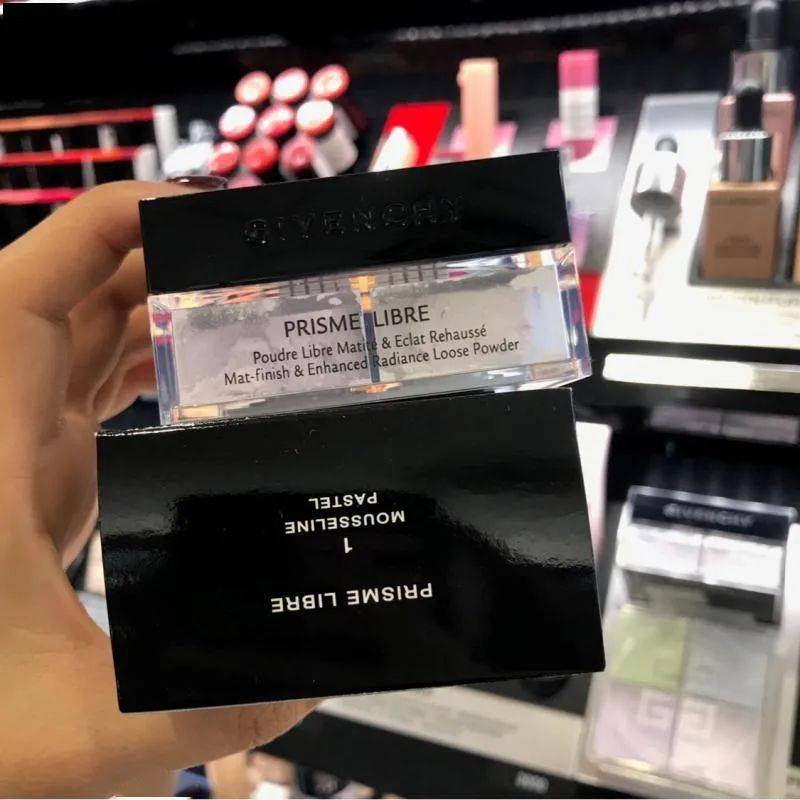 GIVENCHY
PRISME LIBRE
Poudre Libre Matité & Eclat Rehaussé
Mat-finish & Enhanced Radiance Loose Powder
PRISME LIBRE
1
MOUSSELINE
PASTEL
GIVENCHY